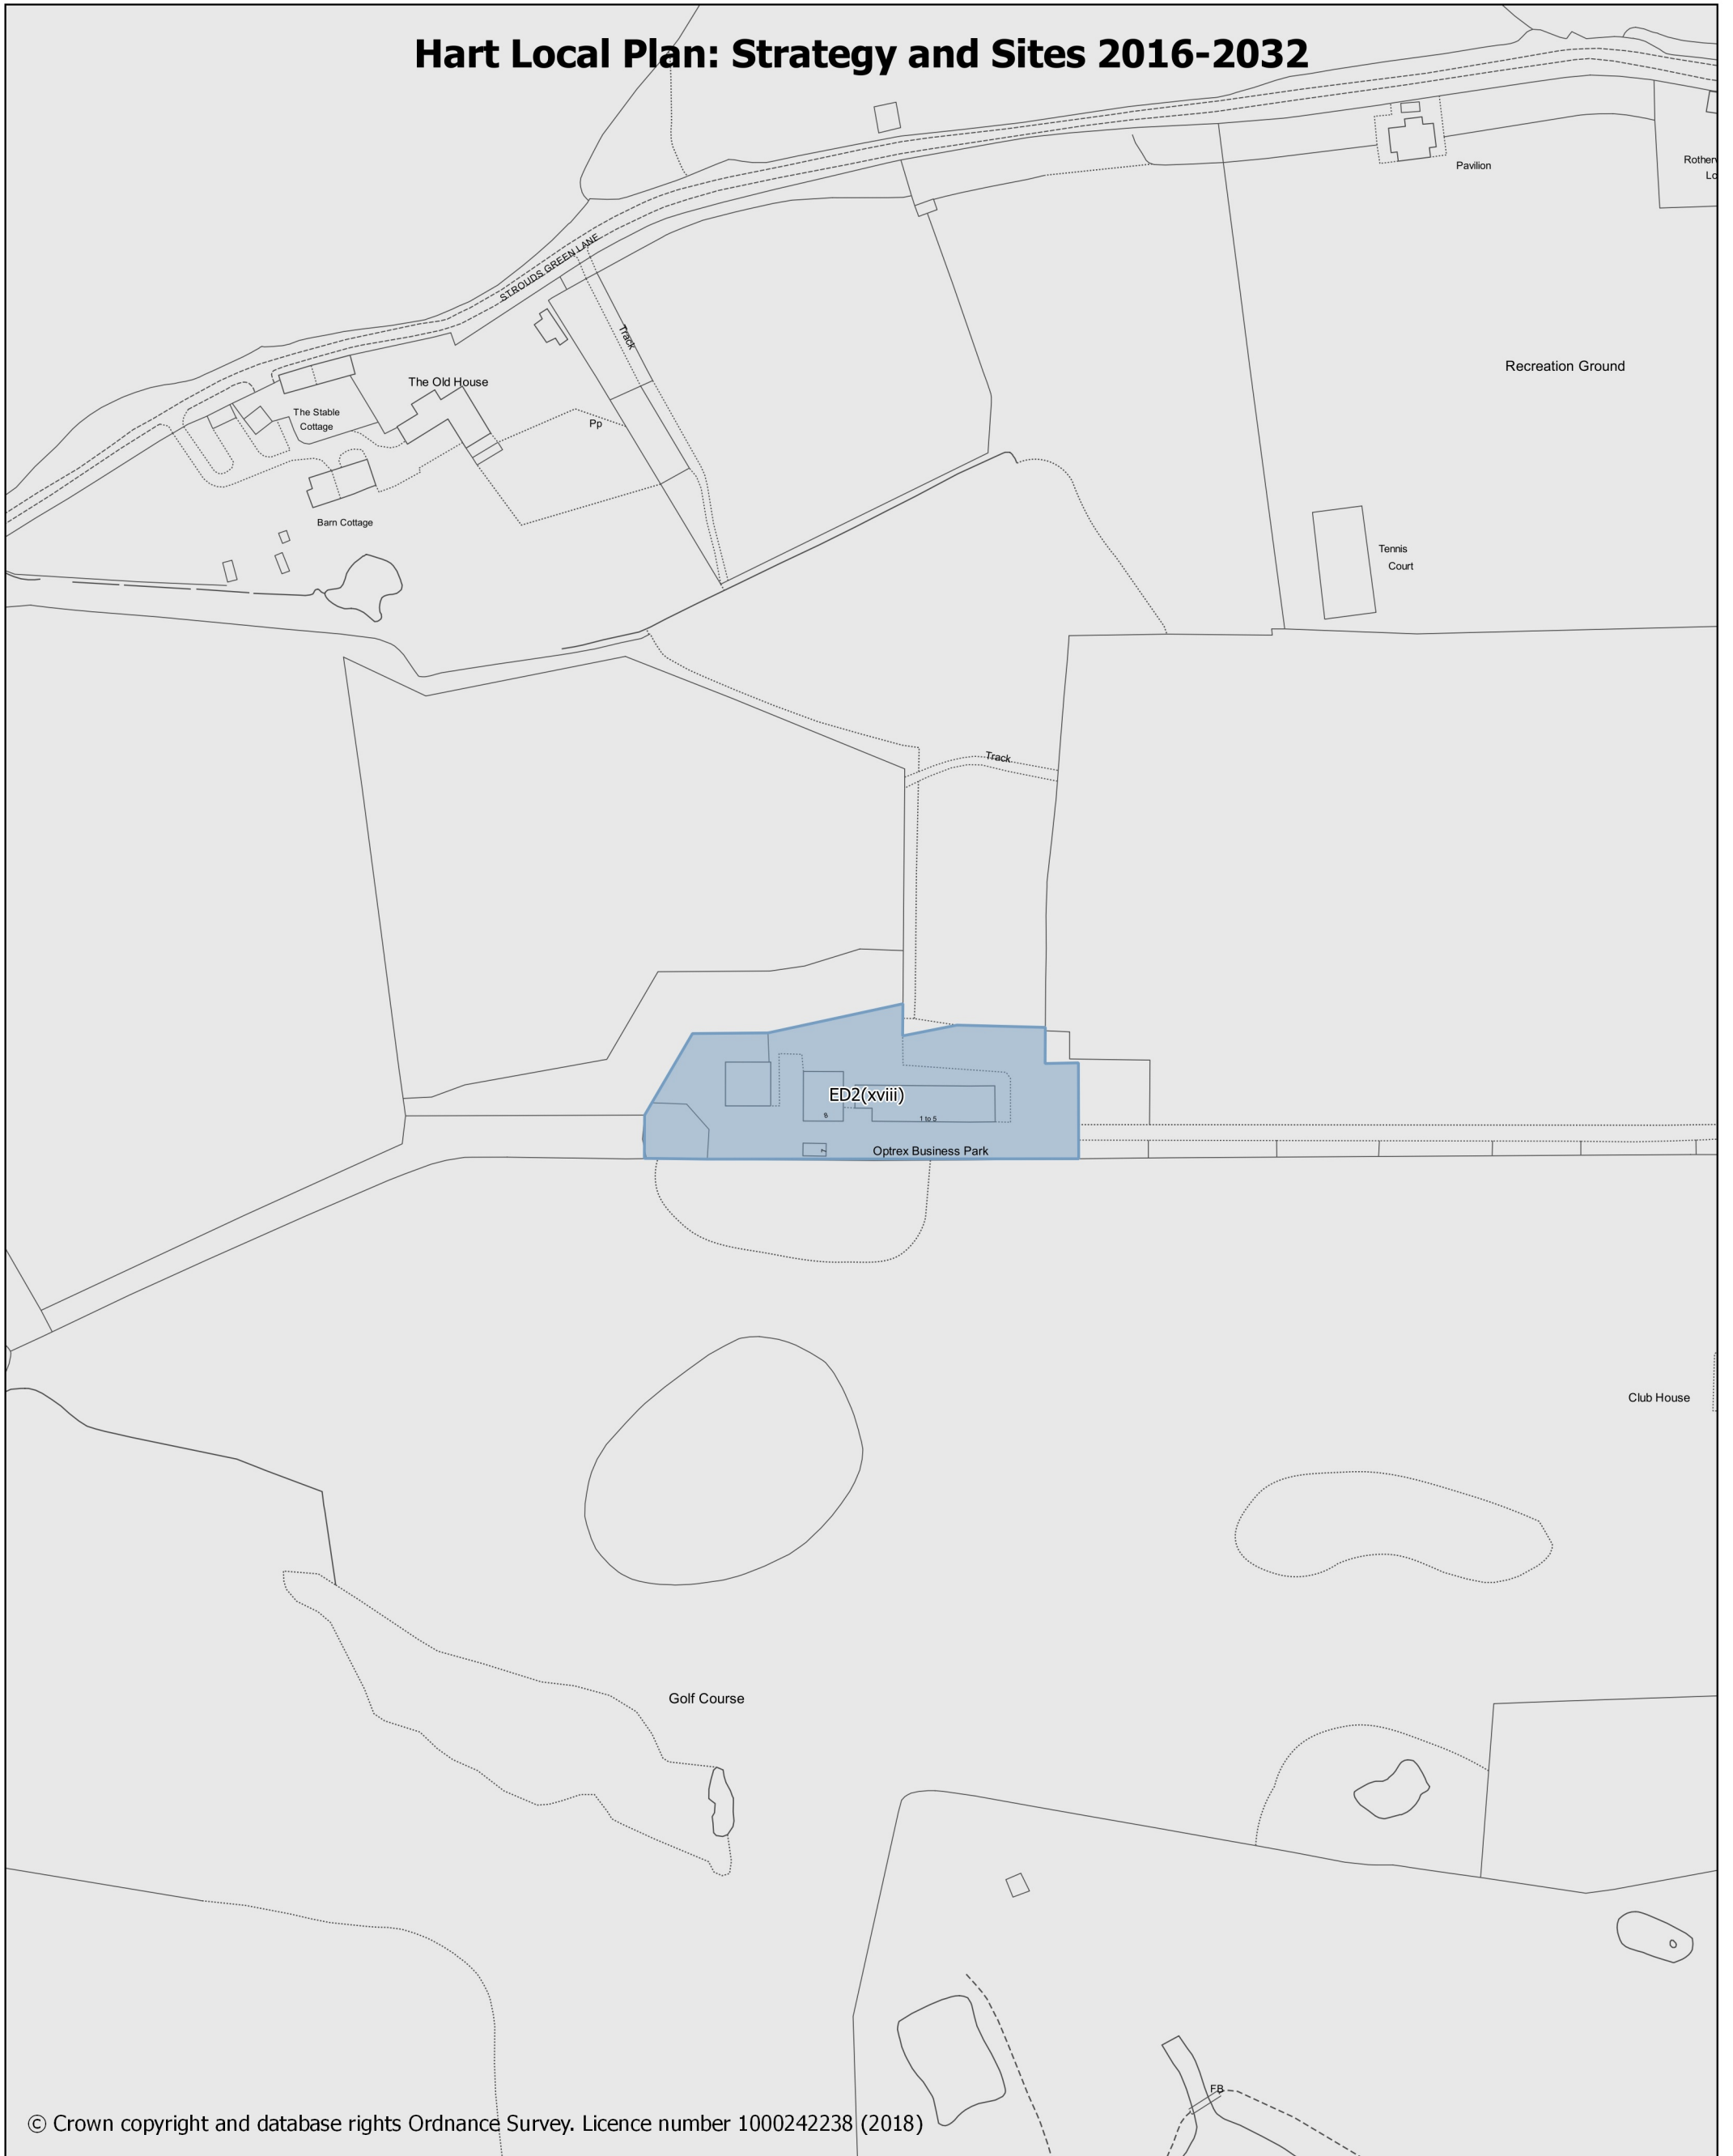 Hart Local Plan: Strategy and Sites 2016-2032
Pavilion
STROUDS GREEN LANE
Track
Recreation Ground
The Old House
The Stable
Cottage
Pp
Barn Cottage
Tennis
Court
Track
ED2(xviii)
8
1 to 5
7
Optrex Business Park
Club House
Golf Course
FB
© Crown copyright and database rights Ordnance Survey. Licence number 1000242238 (2018)